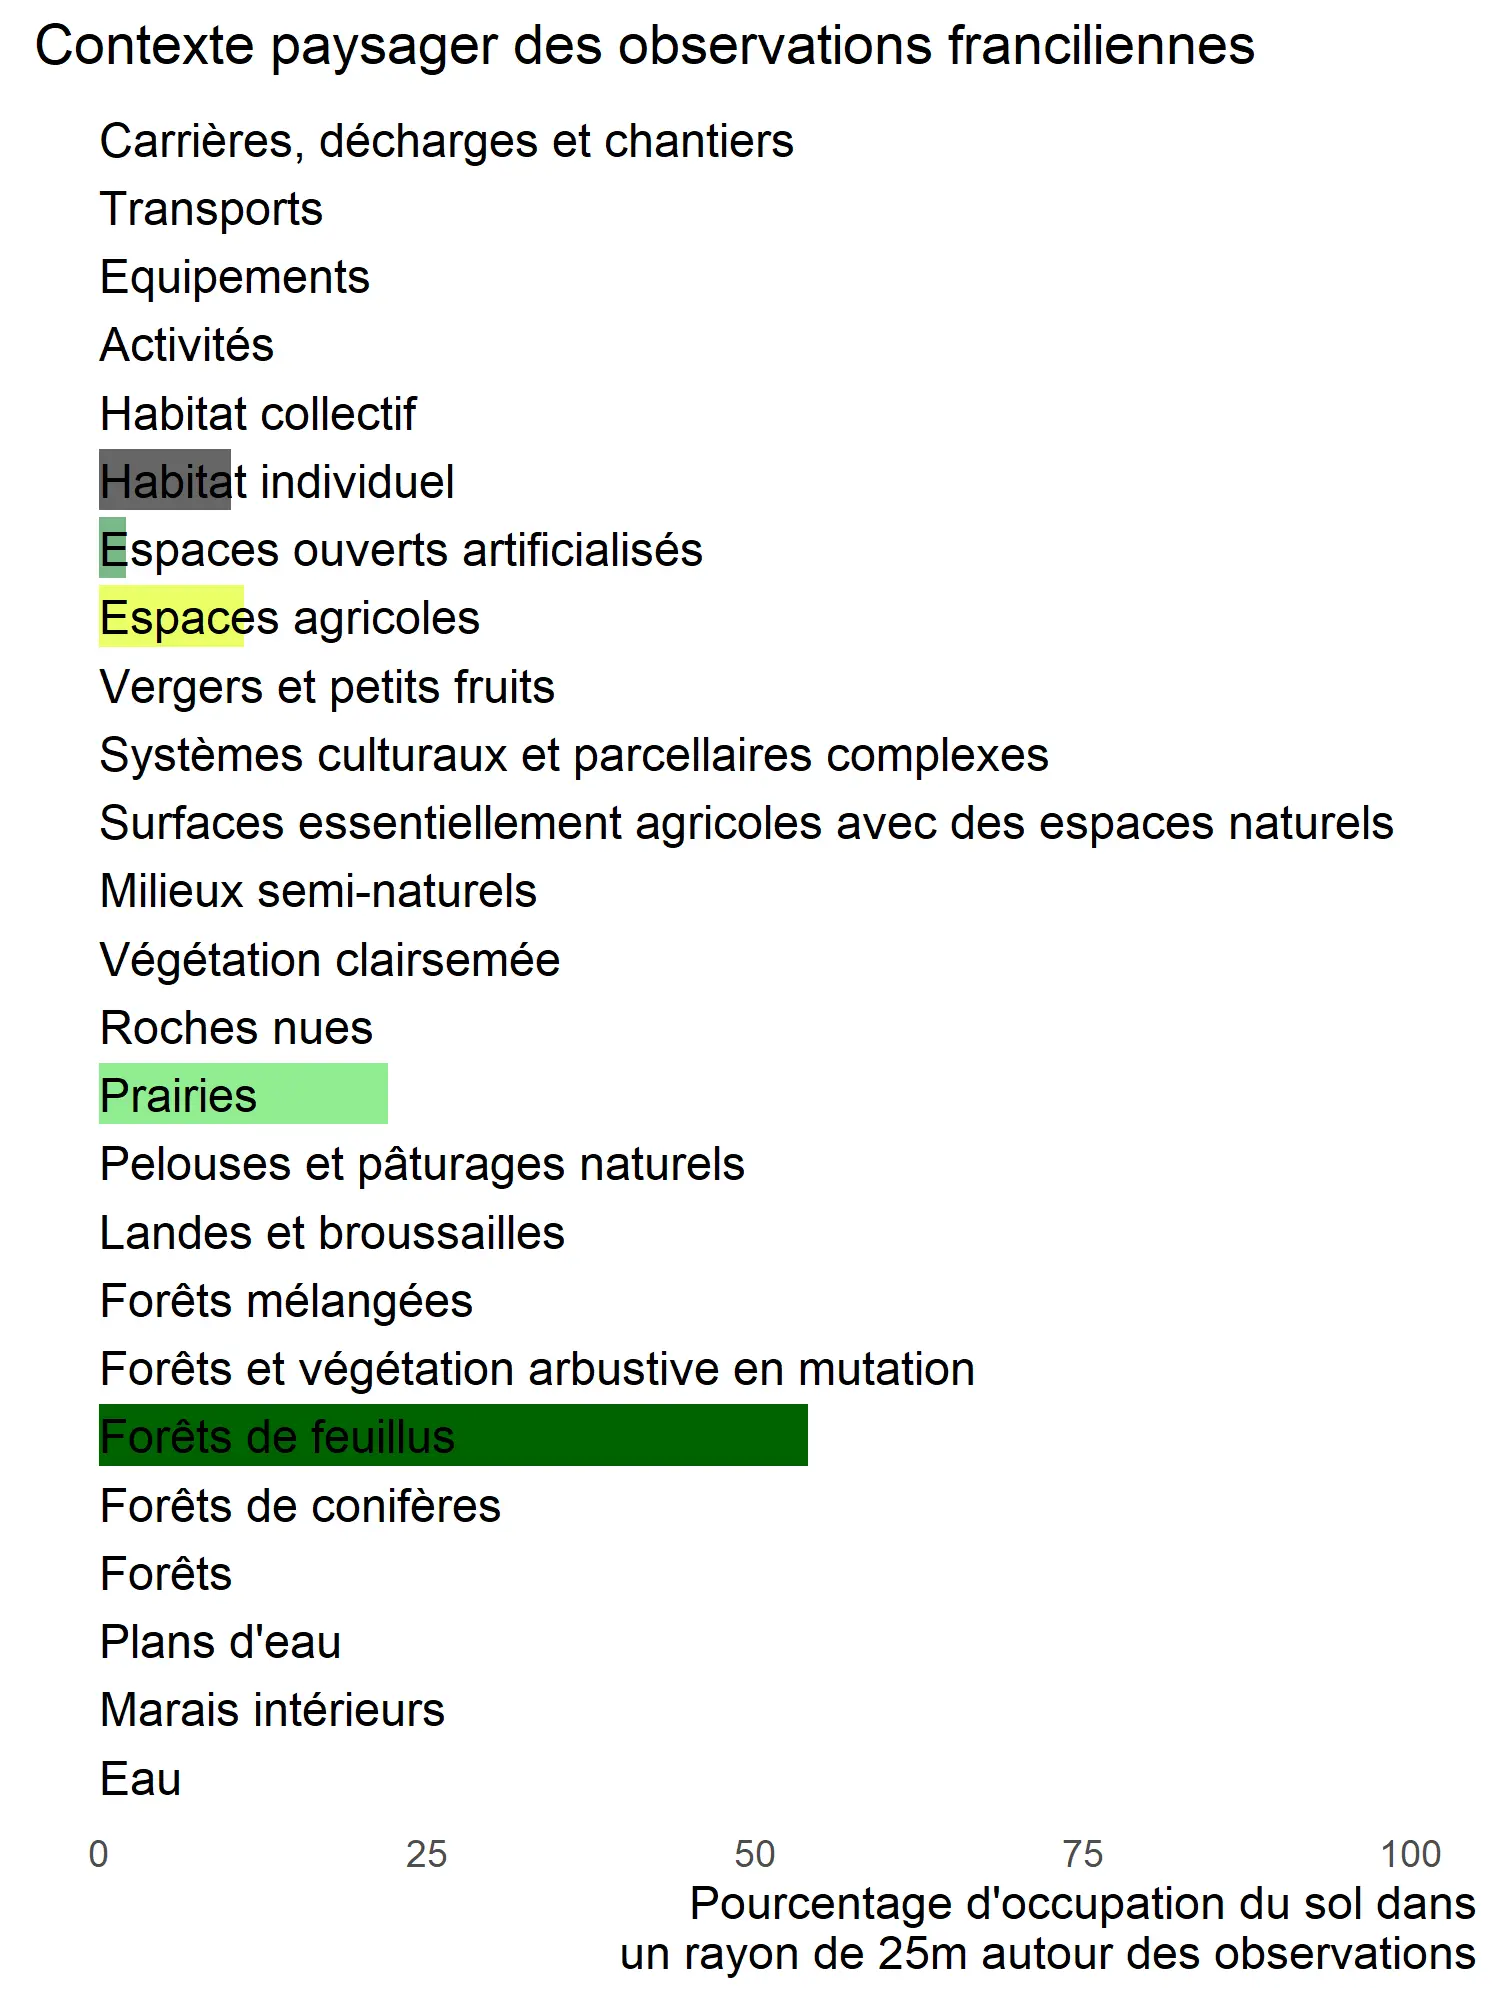 Contexte paysager des observations franciliennes
Carrières, décharges et chantiers
Transports
Equipements
Activités
Habitat collectif
Habitat individuel
Espaces ouverts artificialisés
Espaces agricoles
Vergers et petits fruits
Systèmes culturaux et parcellaires complexes
Surfaces essentiellement agricoles avec des espaces naturels
Milieux semi-naturels
Végétation clairsemée
Roches nues
Prairies
Pelouses et pâturages naturels
Landes et broussailles
Forêts mélangées
Forêts et végétation arbustive en mutation
Forêts de feuillus
Forêts de conifères
Forêts
Plans d'eau
Marais intérieurs
Eau
0 25 50 75 100
Pourcentage d'occupation du sol dans
un rayon de 25m autour des observations